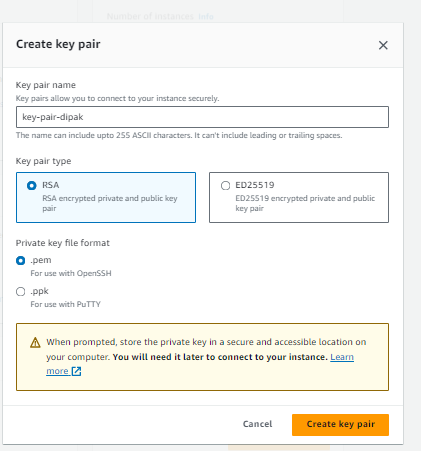 Number of instances Info
Create key pair
Key pair name
Key pairs allow you to connect to your instance securely.
key-pair-dipak
The name can include upto 255 ASCII characters. It can't include leading or trailing spaces.
Key pair type
RSA
RSA encrypted private and public key
pair
ED25519
ED25519 encrypted private and public
key pair
Private key file format
.pem
For use with OpenSSH
.ppk
For use with PuTTY
When prompted, store the private key in a secure and accessible location on
your computer. You will need it later to connect to your instance. Learn
more
Cancel
Create key pair